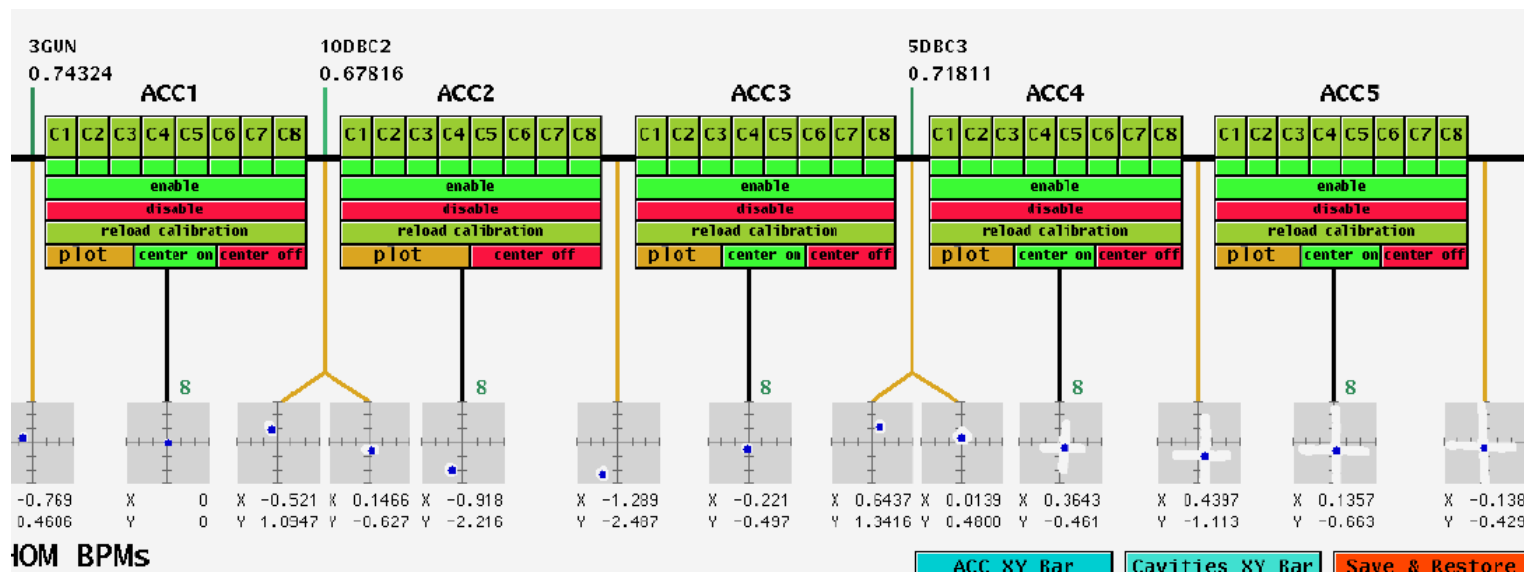 3GUN 10DBC2 5DBC3
0.74324 0.67816 0.71811
ACC1 ACC2 ACC3 ACC4 ACC5
C1 C2 C3 C4 C5 C6 C7 C8 C1 C2 C3 C4 C5 C6 C7 C8 C1 C2 C3 C4 C5 C6 C7 C8 C1 C2 C3 C4 C5 C6 C7 C8 C1 C2 C3 C4 C5 C6 C7 C8
enable enable enable enable enable
disable disable disable disable disable
reload calibration reload calibration reload calibration reload calibration reload calibration
plot center on center off plot center off plot center on center off plot center on center off plot center on center off
8 8 8 8 8
-0.769 X 0 X -0.521 X 0.1466 X -0.918 X -1.289 X -0.221 X 0.6437 X 0.0139 X 0.3643 X 0.4397 X 0.1357 X -0.138
0.4606 Y 0 Y 1.0947 Y -0.627 Y -2.216 Y -2.487 Y -0.497 Y 1.3416 Y 0.4800 Y -0.461 Y -1.113 Y -0.663 Y -0.429
HOM BPMs
ACC XY Bar Cavities XY Bar Save & Restore